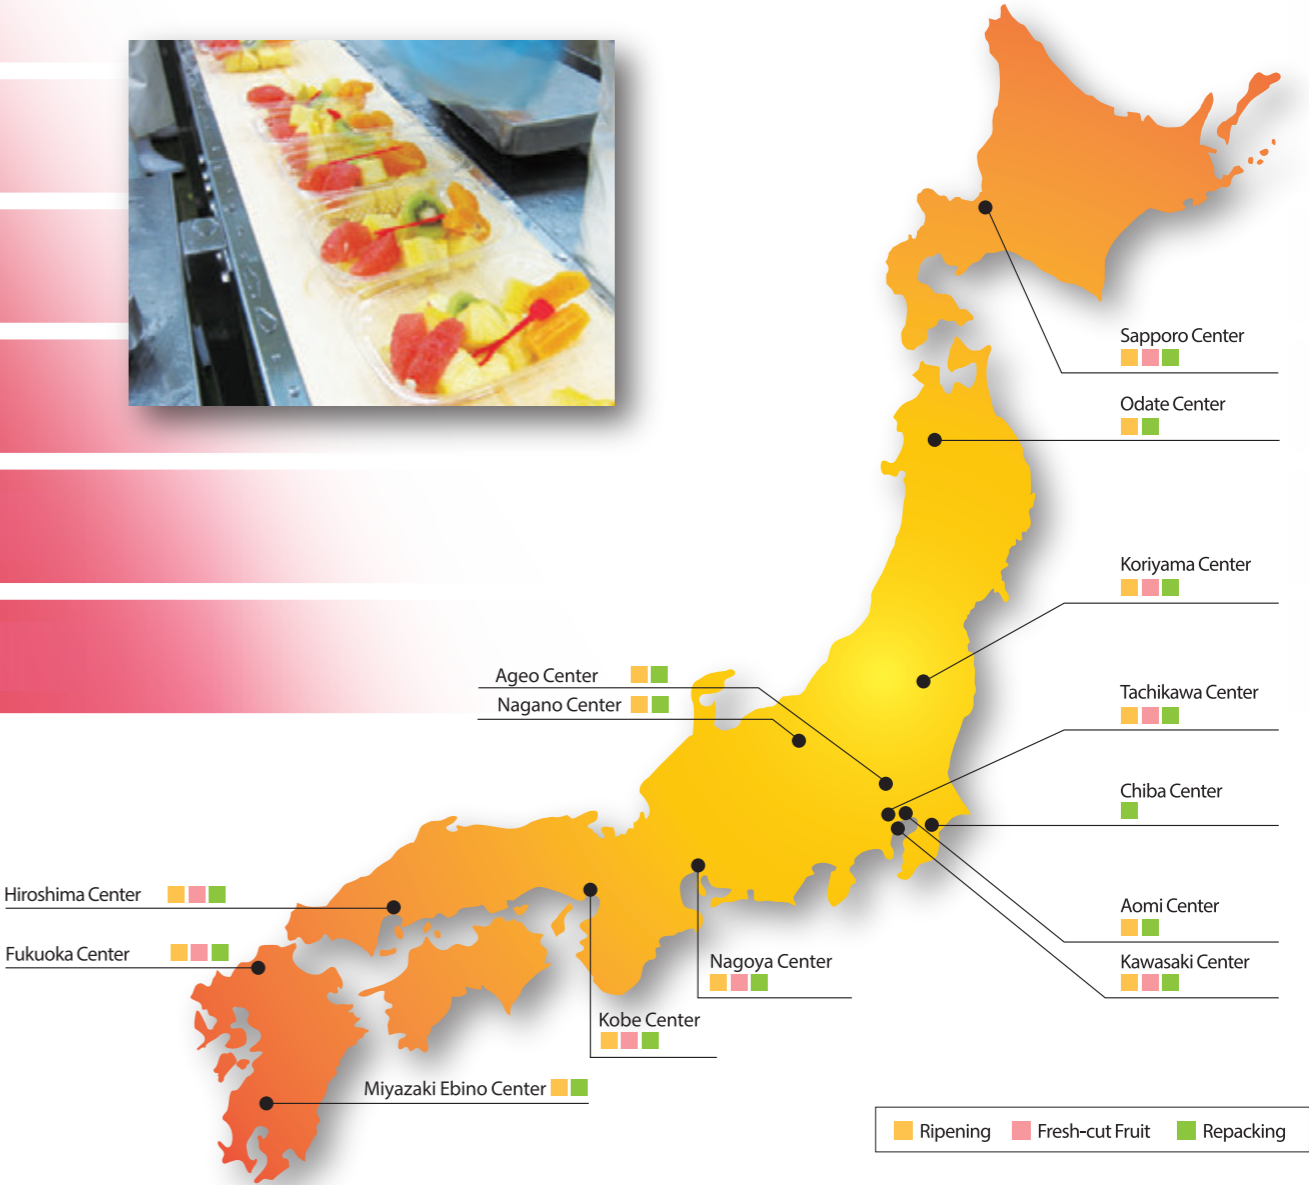 Sapporo Center
Odate Center
Koriyama Center
Ageo Center
Nagano Center
Tachikawa Center
Chiba Center
Hiroshima Center
Aomi Center
Fukuoka Center
Nagoya Center
Kawasaki Center
Kobe Center
Miyazaki Ebino Center
Ripening Fresh-cut Fruit Repacking